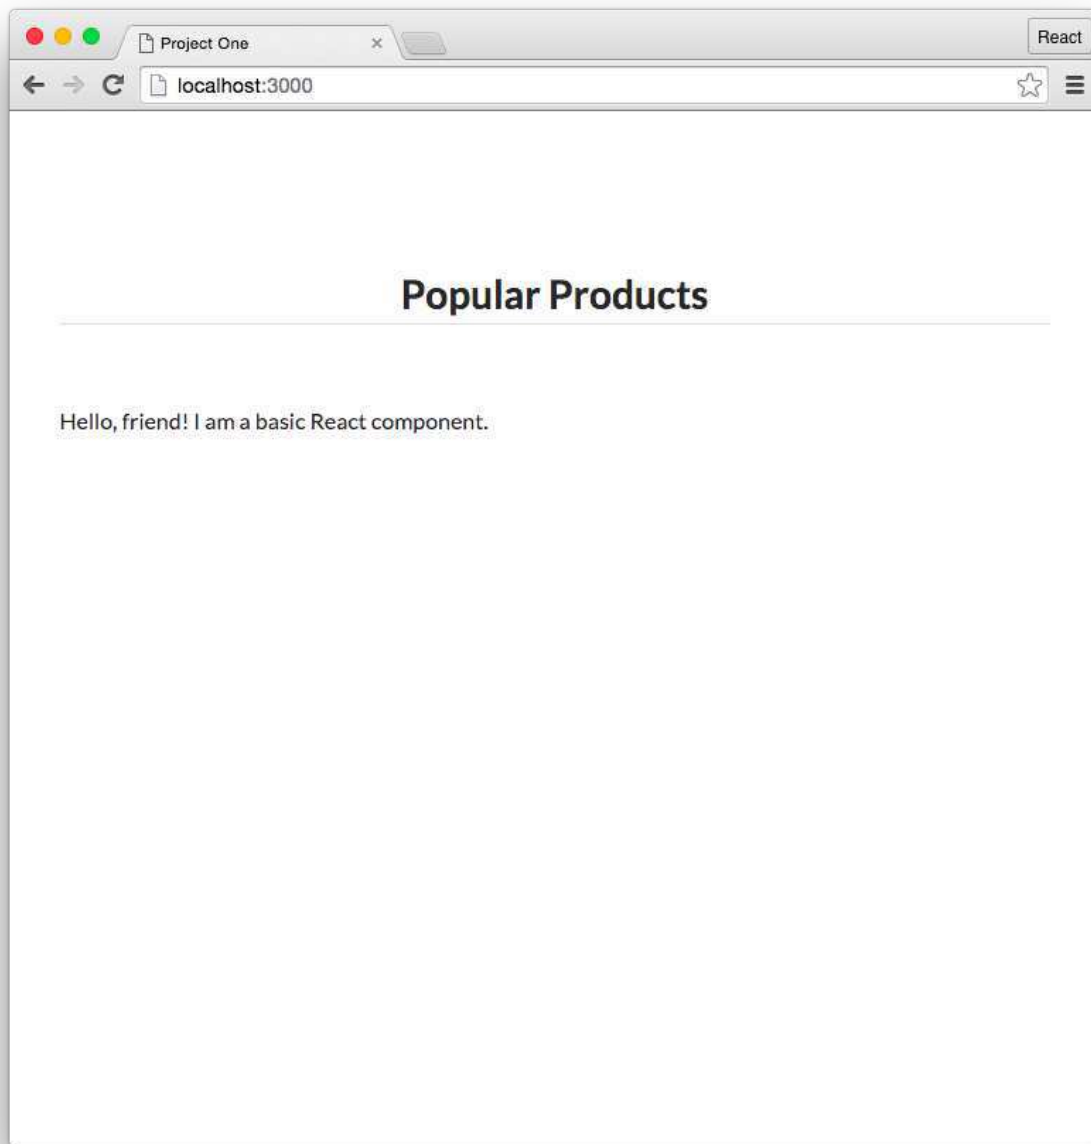 Project One
React
localhost:3000
Popular Products
Hello, friend! I am a basic React component.